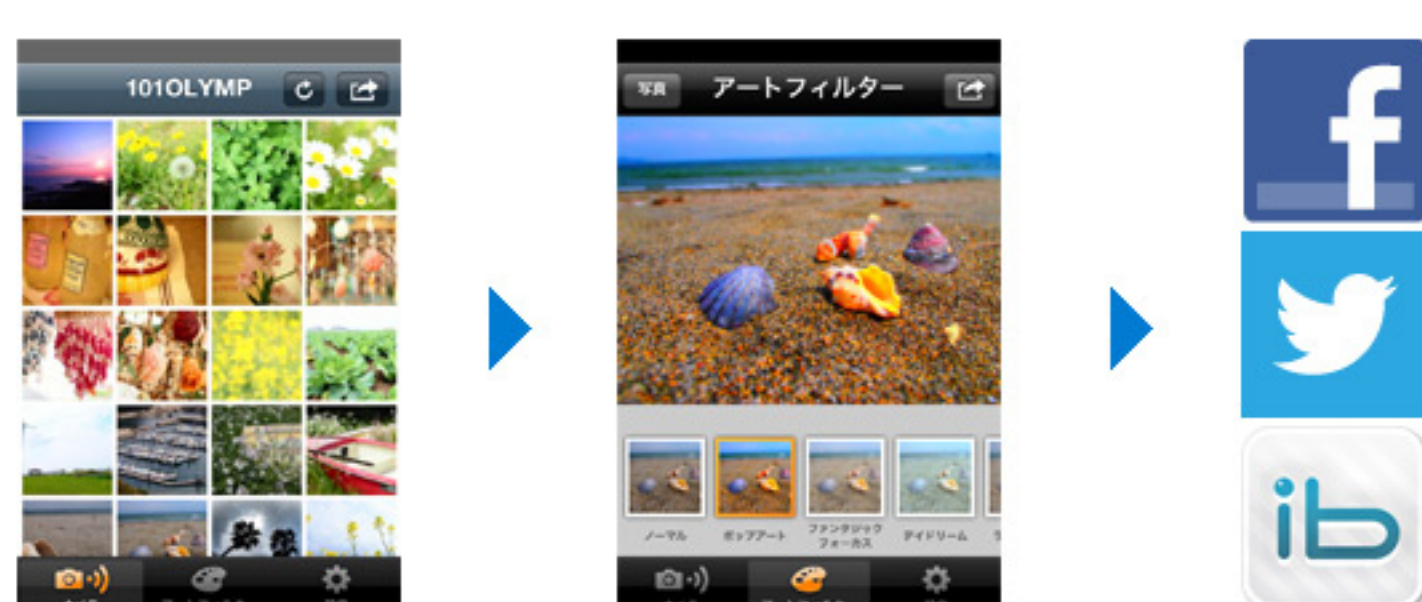 101OLYMP
写真
アートフィルター
ノーマル
ポップアート
ファンタジック
フォーカス
デイドリーム
f
ib